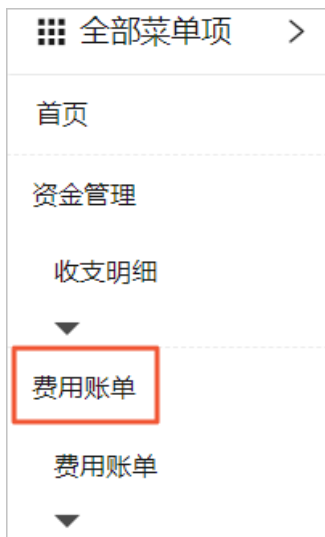 全部菜单项
首页
资金管理
收支明细
费用账单
费用账单